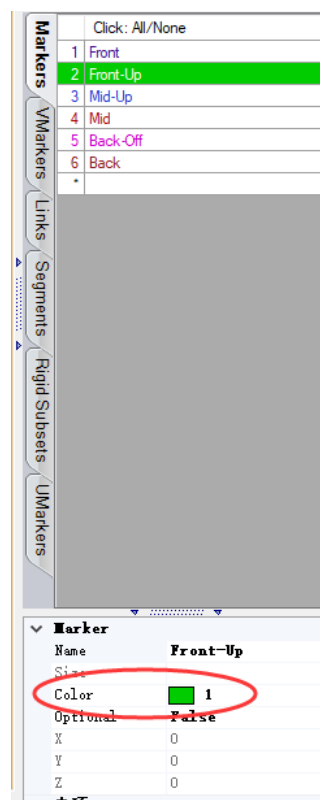 Click: All/None
1 Front
2 Front-Up
3 Mid-Up
4 Mid
5 Back-Off
6 Back
*
Markers
VMarkers
Links
Segments
Rigid Subsets
UMarkers
Marker
Name Front-Up
Size
Color 1
Optional False
X 0
Y 0
Z 0